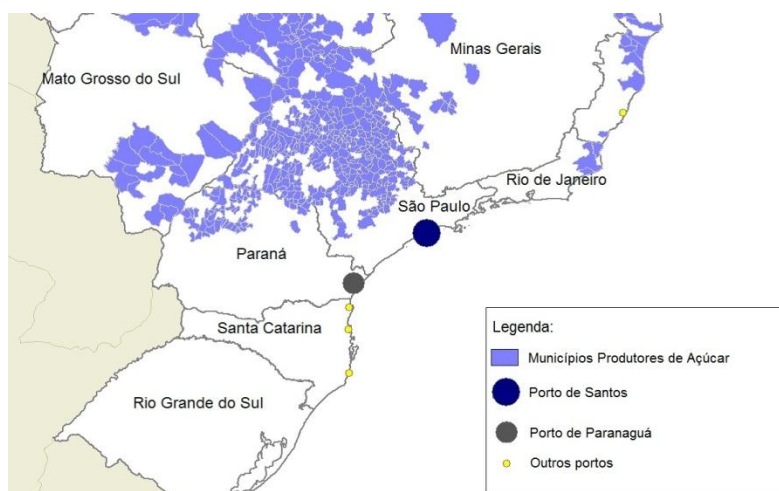 Minas Gerais
Mato Grosso do Sul
Rio de Janeiro
São Paulo
Paraná
Santa Catarina
Rio Grande do Sul
Legenda:
Municípios Produtores de Açúcar
Porto de Santos
Porto de Paranaguá
Outros portos